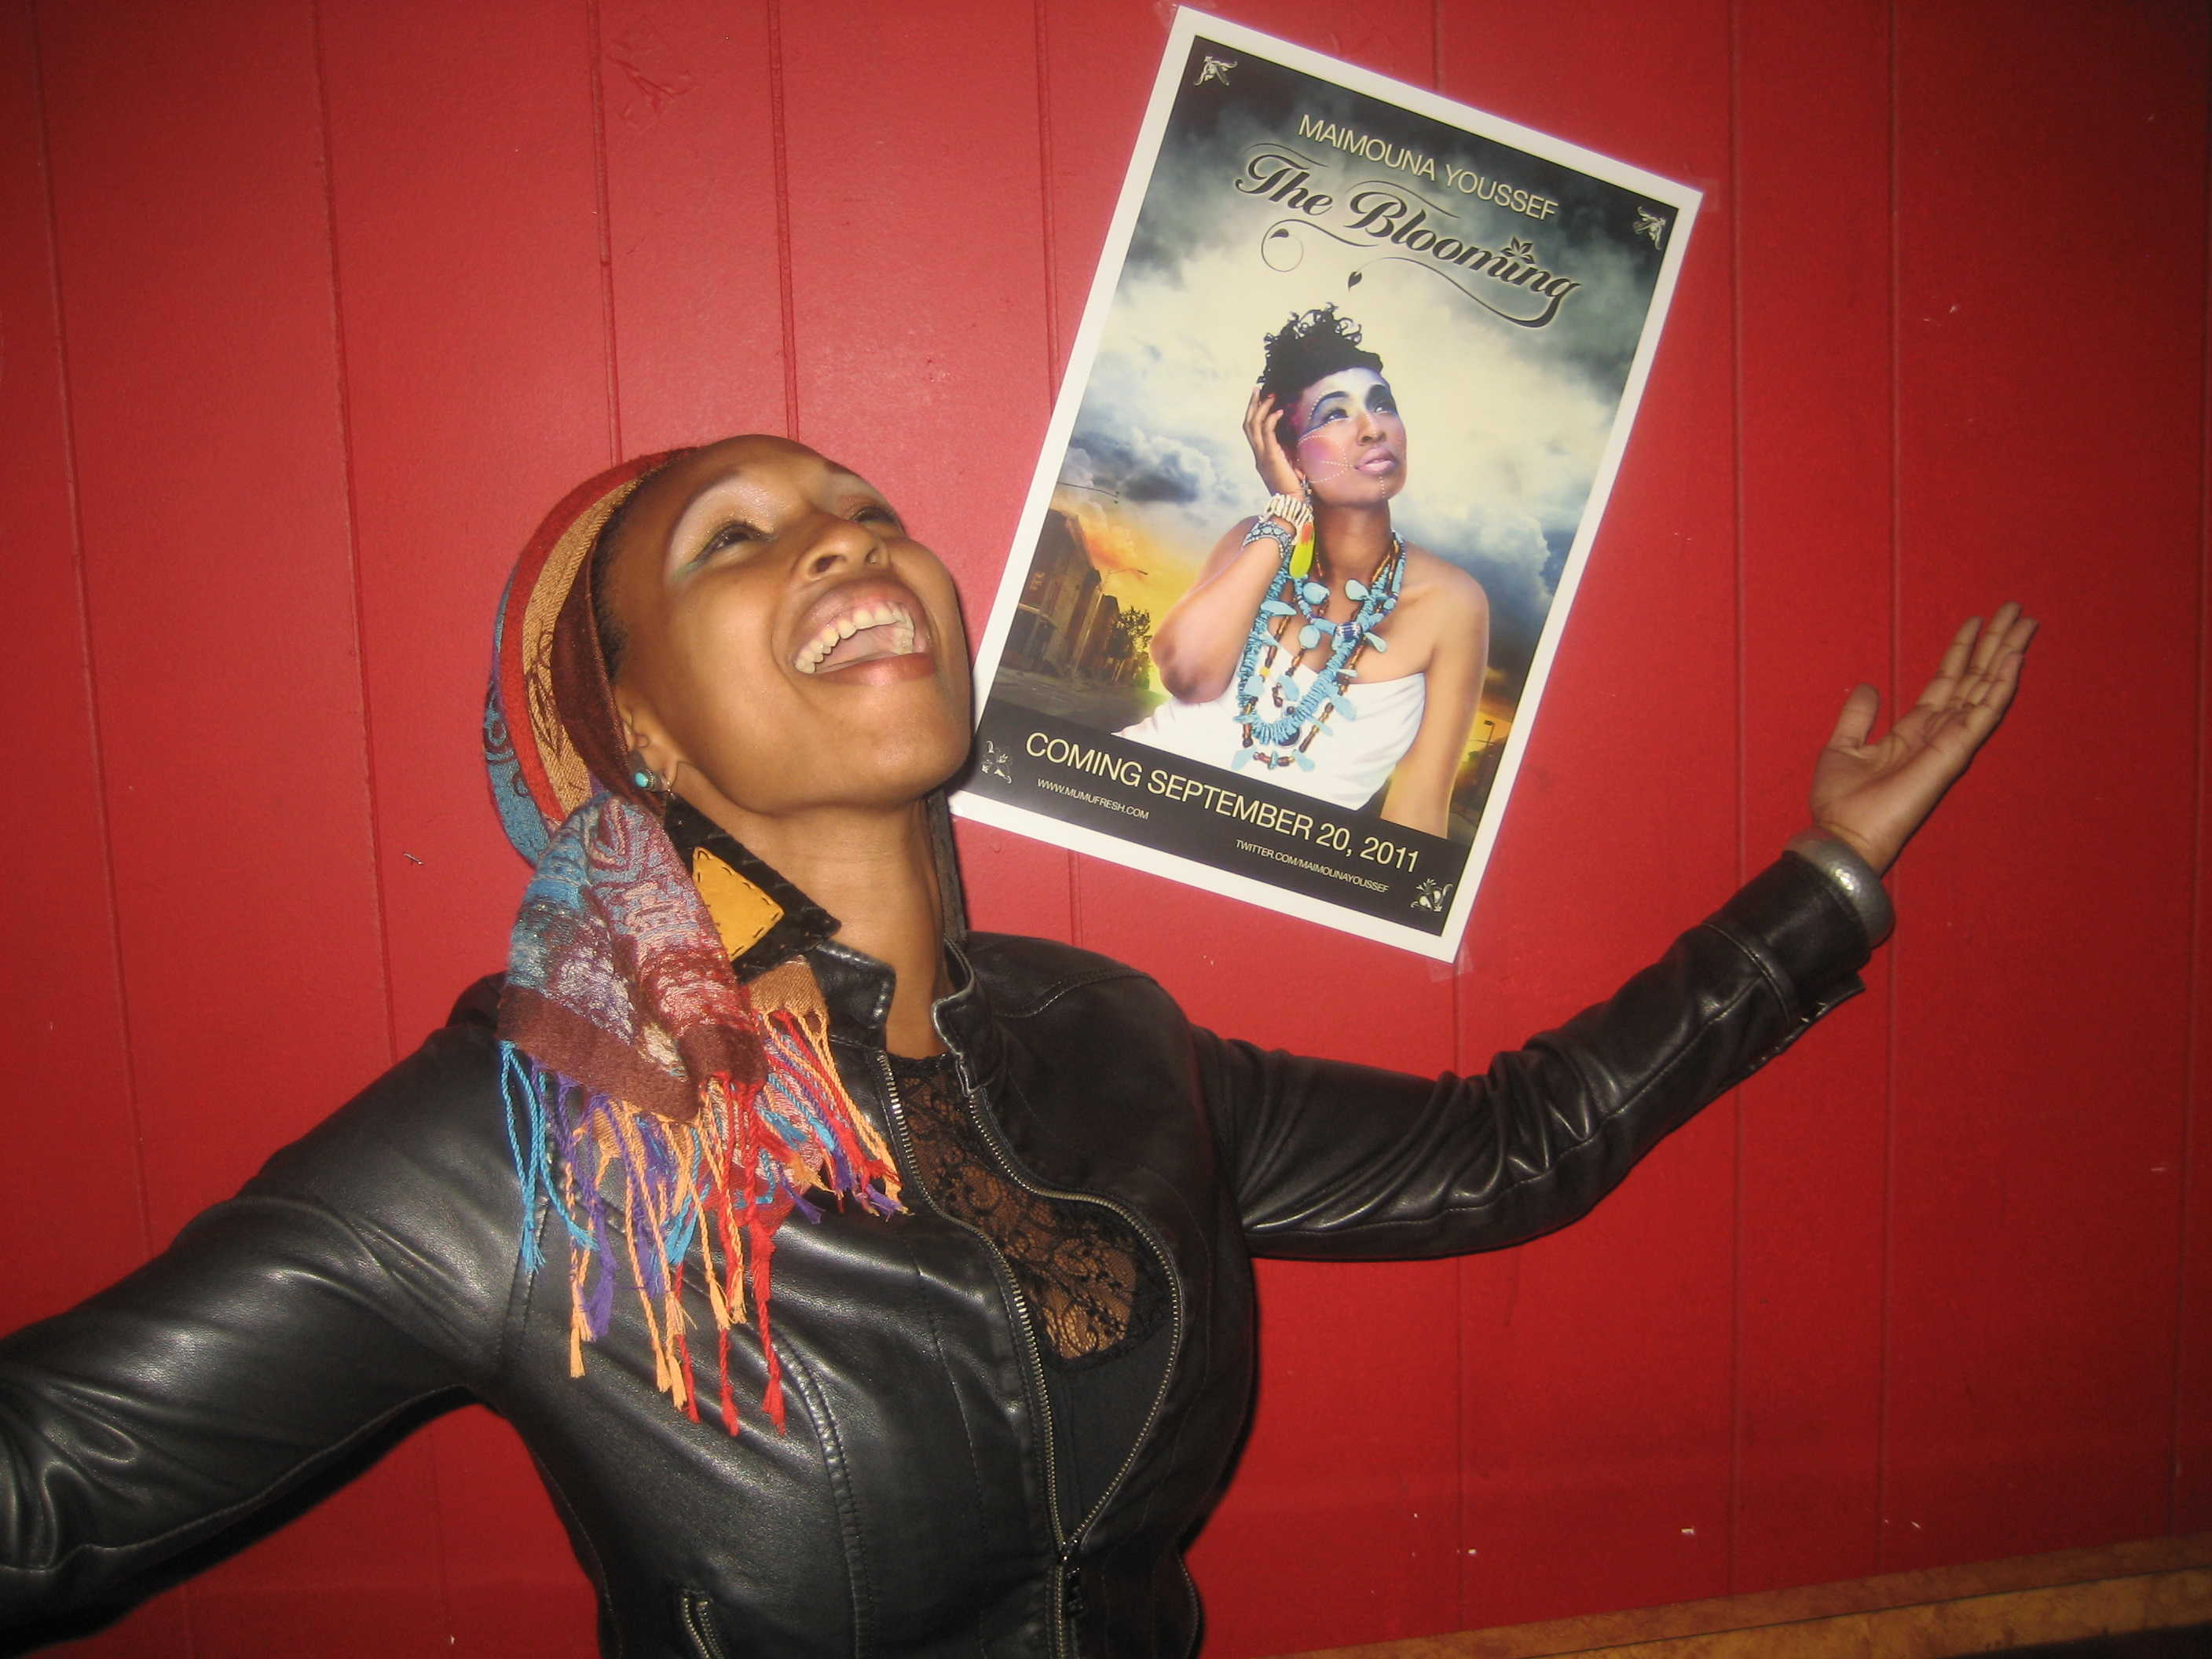 MAIMOUNA YOUSSEF
The Blooming
COMING SEPTEMBER 20, 2011
WWW.MUMUFRESH.COM
TWITTER.COM/MAIMOUNAYOUSSEF